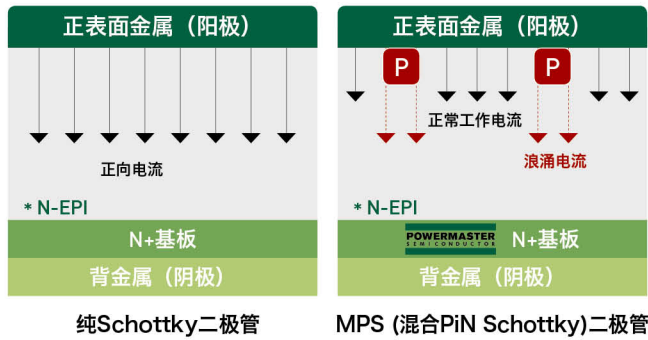 正表面金属（阳极）
正向电流
* N-EPI
N+基板
背金属（阴极）
纯Schottky二极管
正表面金属（阳极）
P
P
正常工作电流
浪涌电流
* N-EPI
POWERMASTER
SEMICONDUCTOR
N+基板
背金属（阴极）
MPS (混合PiN Schottky)二极管